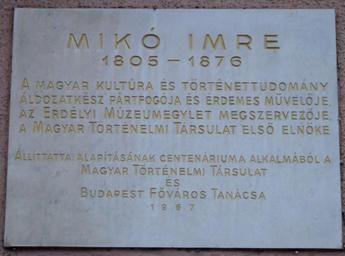 MIKÓ IMRE
1805 – 1876
A MAGYAR KULTÚRA ÉS TÖRTÉNETTUDOMÁNY
ÁLDOZATKÉSZ PÁRTFOGÓJA ÉS ÉRDEMES MŰVELŐJE,
AZ ERDÉLYI MÚZEUMEGYLET MEGSZERVEZŐJE,
A MAGYAR TÖRTÉNELMI TÁRSULAT ELSŐ ELNÖKE
ÁLLÍTTATTA ALAPÍTÁSÁNAK CENTENÁRIUMA ALKALMÁBÓL A
MAGYAR TÖRTÉNELMI TÁRSULAT
ÉS
BUDAPEST FŐVÁROS TANÁCSA
1967